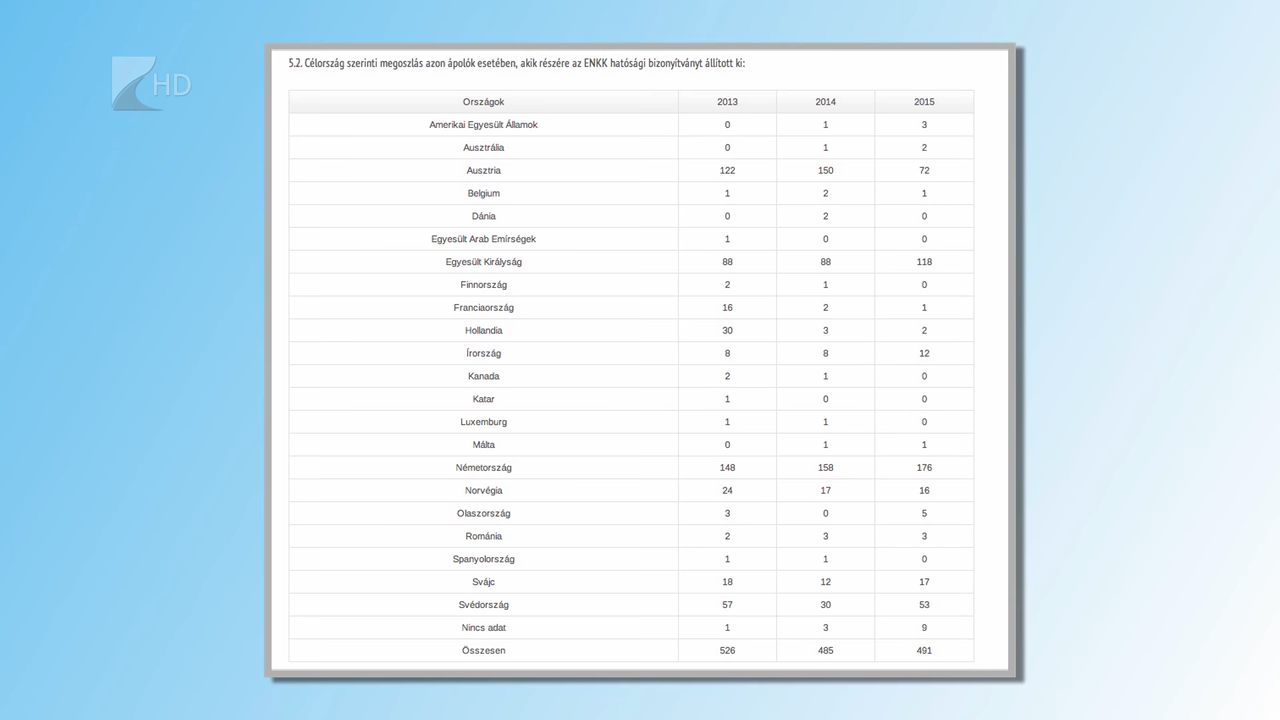 HD
5.2. Célország szerinti megoszlás azon ápolók esetében, akik részére az ENKK hatósági bizonyítványt állított ki:
Országok 2013 2014 2015
Amerikai Egyesült Államok 0 1 3
Ausztrália 0 1 2
Ausztria 122 150 72
Belgium 1 2 1
Dánia 0 2 0
Egyesült Arab Emírségek 1 0 0
Egyesült Királyság 88 88 118
Finnország 2 1 0
Franciaország 16 2 1
Hollandia 30 3 2
Írország 8 8 12
Kanada 2 1 0
Katar 1 0 0
Luxemburg 1 1 0
Málta 0 1 1
Németország 148 158 176
Norvégia 24 17 16
Olaszország 3 0 5
Románia 2 3 3
Spanyolország 1 1 0
Svájc 18 12 17
Svédország 57 30 53
Nincs adat 1 3 9
Összesen 526 485 491